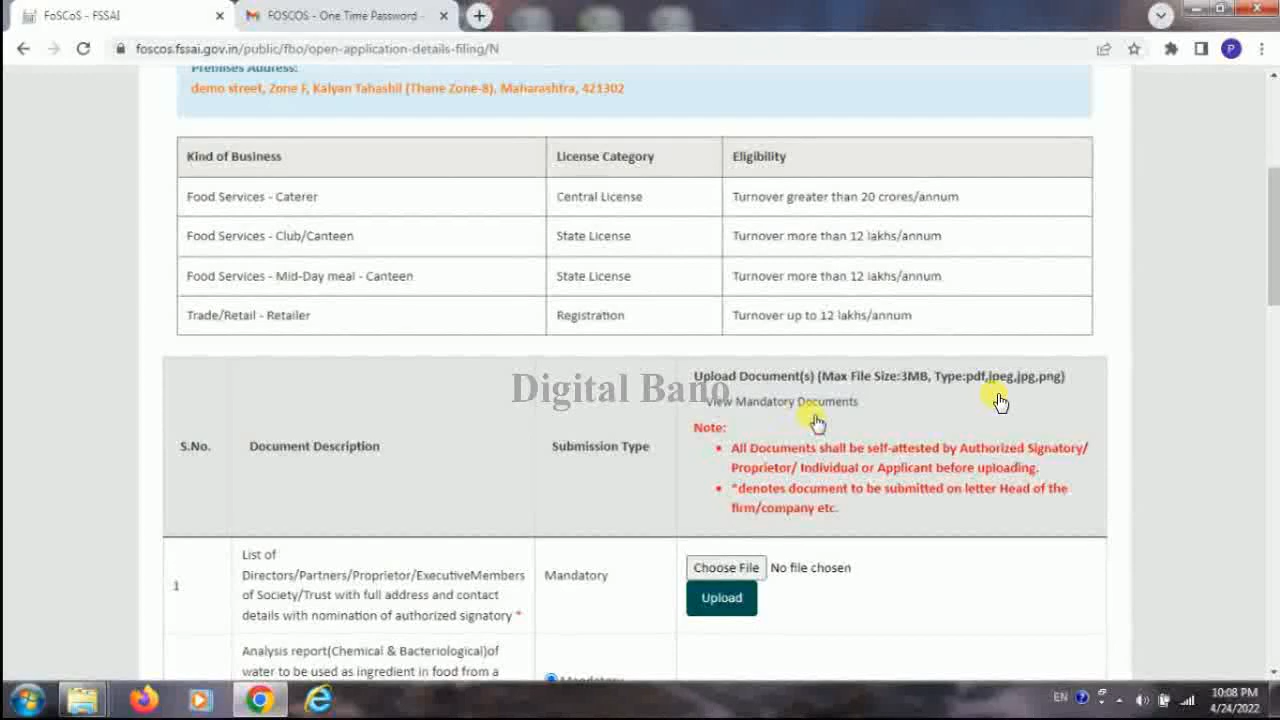 FoSCoS - FSSAI
FOSCOS - One Time Password -
foscos.fssai.gov.in/public/fbo/open-application-details-filing/N
P
Premises Address:
demo street, Zone F, Kalyan Tahashil (Thane Zone-8), Maharashtra, 421302
Kind of Business License Category Eligibility
Food Services - Caterer Central License Turnover greater than 20 crores/annum
Food Services - Club/Canteen State License Turnover more than 12 lakhs/annum
Food Services - Mid-Day meal - Canteen State License Turnover more than 12 lakhs/annum
Trade/Retail - Retailer Registration Turnover up to 12 lakhs/annum
Digital Bano
S.No. Document Description Submission Type
Upload Document(s) (Max File Size:3MB, Type:pdf,jpeg,jpg,png)
View Mandatory Documents
Note:
• All Documents shall be self-attested by Authorized Signatory/
Proprietor/ Individual or Applicant before uploading.
• *denotes document to be submitted on letter Head of the
firm/company etc.
1
List of
Directors/Partners/Proprietor/ExecutiveMembers
of Society/Trust with full address and contact
details with nomination of authorized signatory *
Mandatory
Choose File No file chosen
Upload
Analysis report(Chemical & Bacteriological)of
water to be used as ingredient in food from a
Mandatory
EN
10:08 PM
4/24/2022